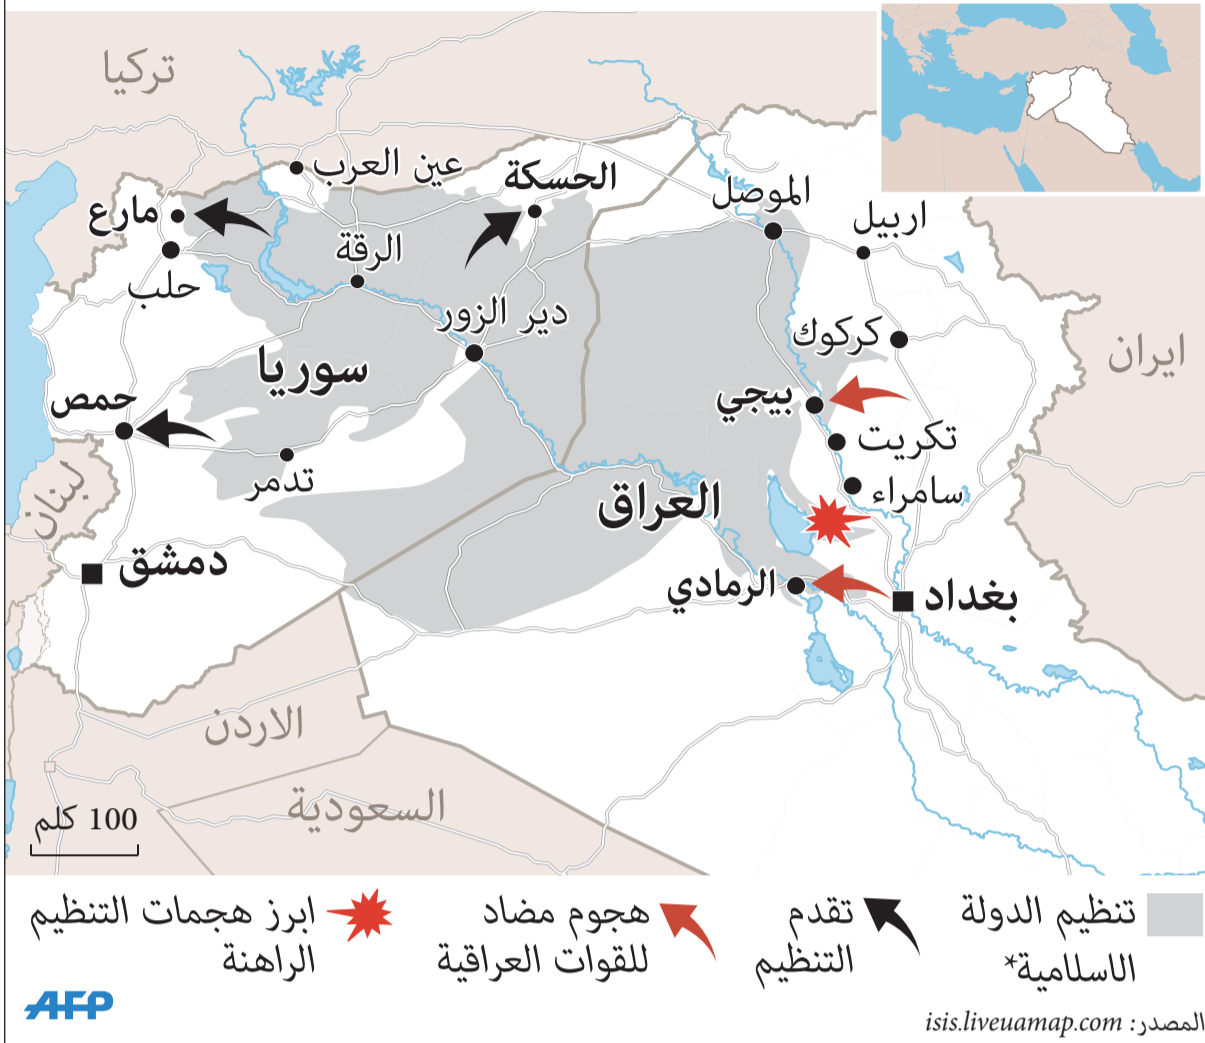 تركيا
عين العرب
الحسكة
الموصل
اربيل
مارع
حلب
الرقة
دير الزور
كركوك
ايران
سوريا
حمص
بيجي
تكريت
تدمر
سامراء
لبنان
العراق
دمشق
الرمادي
بغداد
الاردن
السعودية
100 كلم
تنظيم الدولة
الاسلامية*
تقدم
التنظيم
هجوم مضاد
للقوات العراقية
ابرز هجمات التنظيم
الراهنة
AFP
المصدر: isis.liveuamap.com